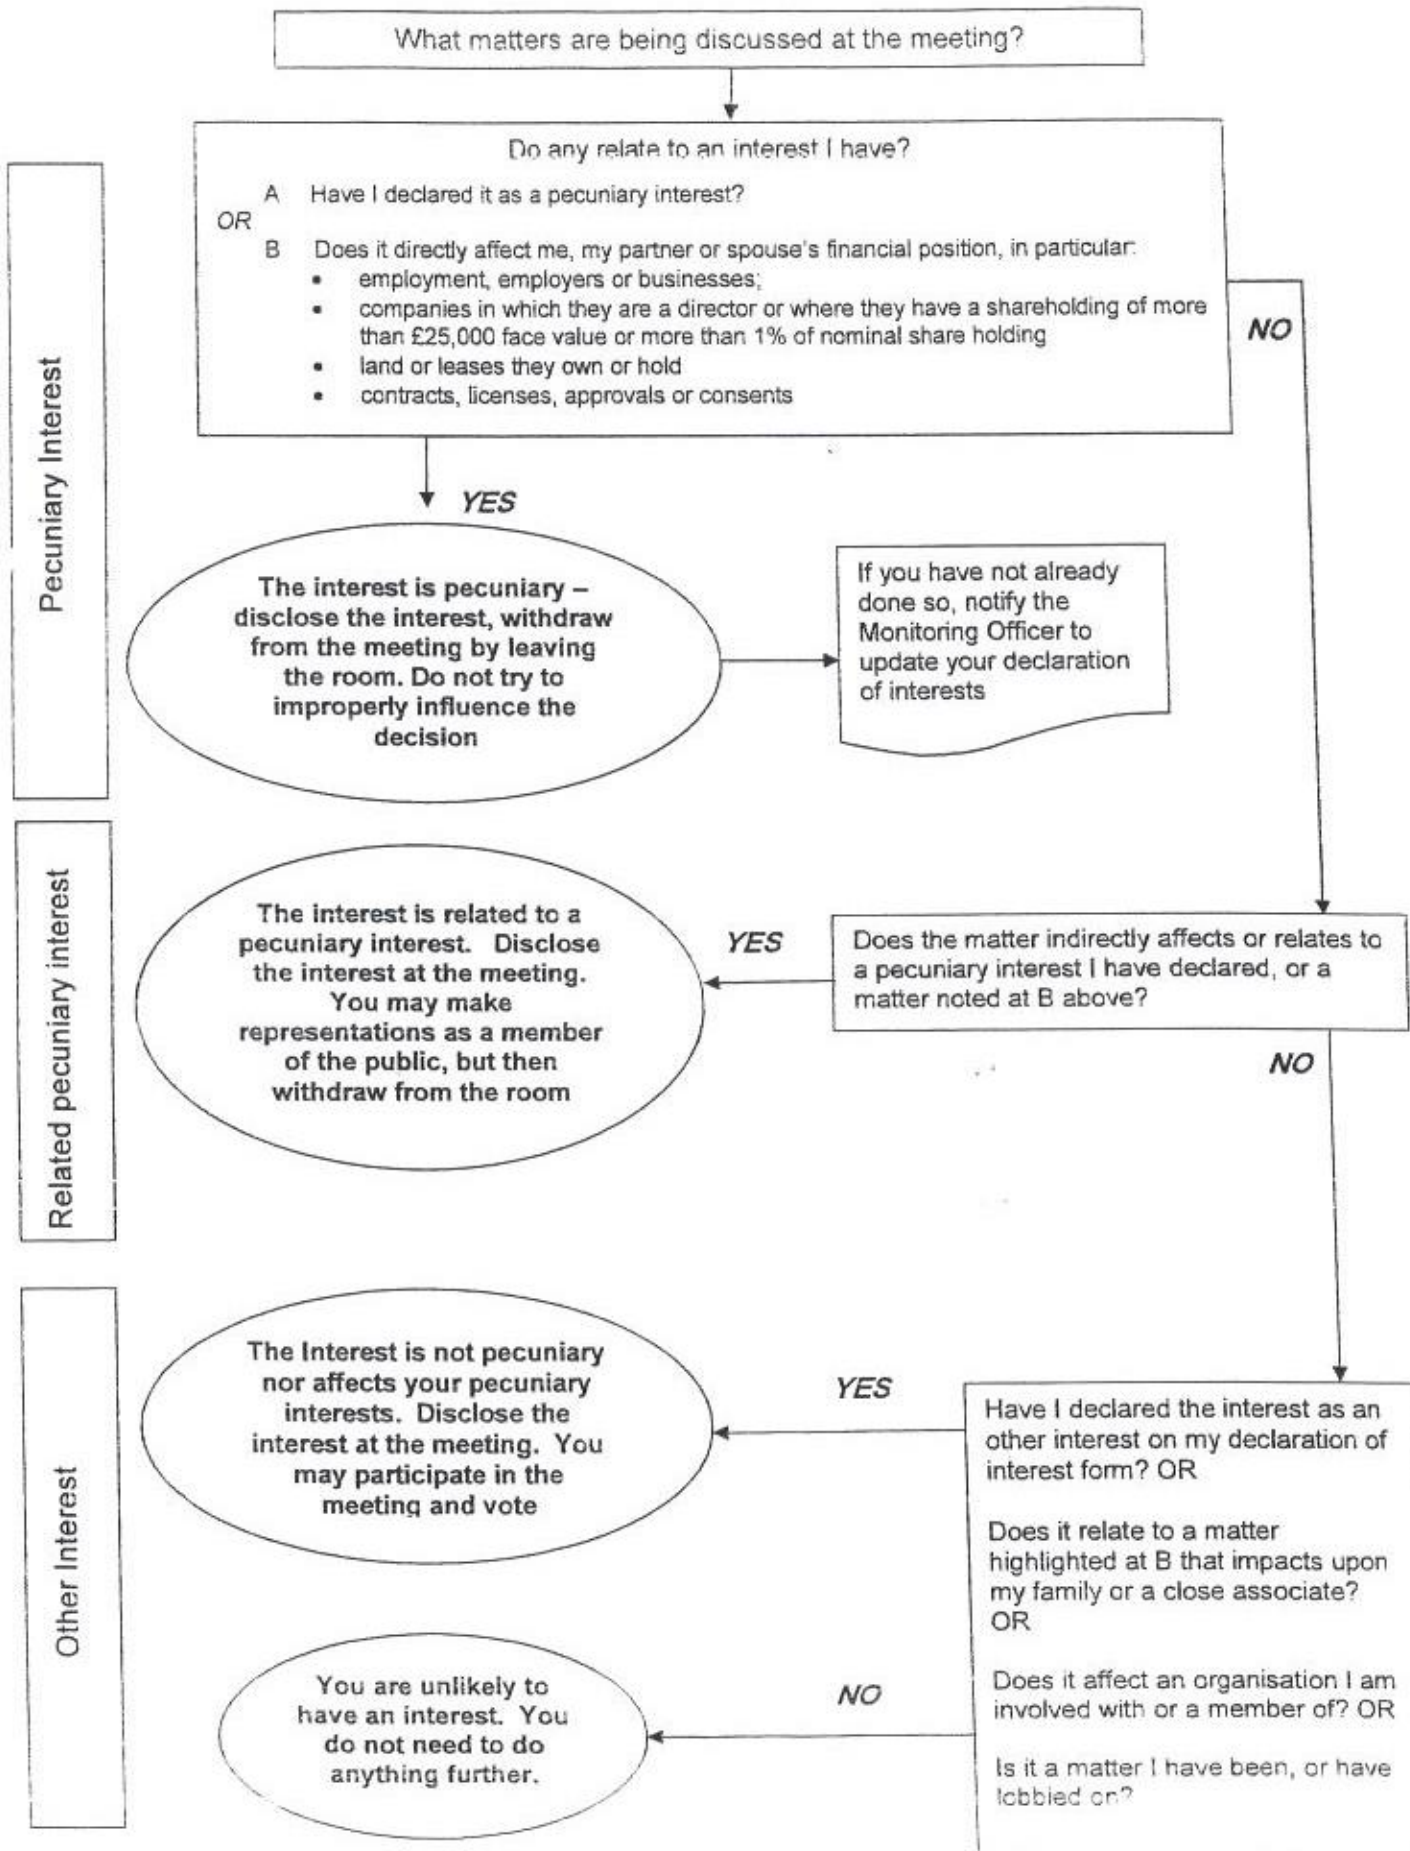 What matters are being discussed at the meeting?
Do any relate to an interest I have?
A Have I declared it as a pecuniary interest?
OR
B Does it directly affect me, my partner or spouse's financial position, in particular:
• employment, employers or businesses;
• companies in which they are a director or where they have a shareholding of more
than £25,000 face value or more than 1% of nominal share holding
• land or leases they own or hold
• contracts, licenses, approvals or consents
NO
Pecuniary Interest
YES
The interest is pecuniary –
disclose the interest, withdraw
from the meeting by leaving
the room. Do not try to
improperly influence the
decision
If you have not already
done so, notify the
Monitoring Officer to
update your declaration
of interests
Related pecuniary interest
The interest is related to a
pecuniary interest. Disclose
the interest at the meeting.
You may make
representations as a member
of the public, but then
withdraw from the room
YES
Does the matter indirectly affects or relates to
a pecuniary interest I have declared, or a
matter noted at B above?
NO
Other Interest
The Interest is not pecuniary
nor affects your pecuniary
interests. Disclose the
interest at the meeting. You
may participate in the
meeting and vote
YES
Have I declared the interest as an
other interest on my declaration of
interest form? OR
Does it relate to a matter
highlighted at B that impacts upon
my family or a close associate?
OR
Does it affect an organisation I am
involved with or a member of? OR
Is it a matter I have been, or have
lobbied on?
NO
You are unlikely to
have an interest. You
do not need to do
anything further.